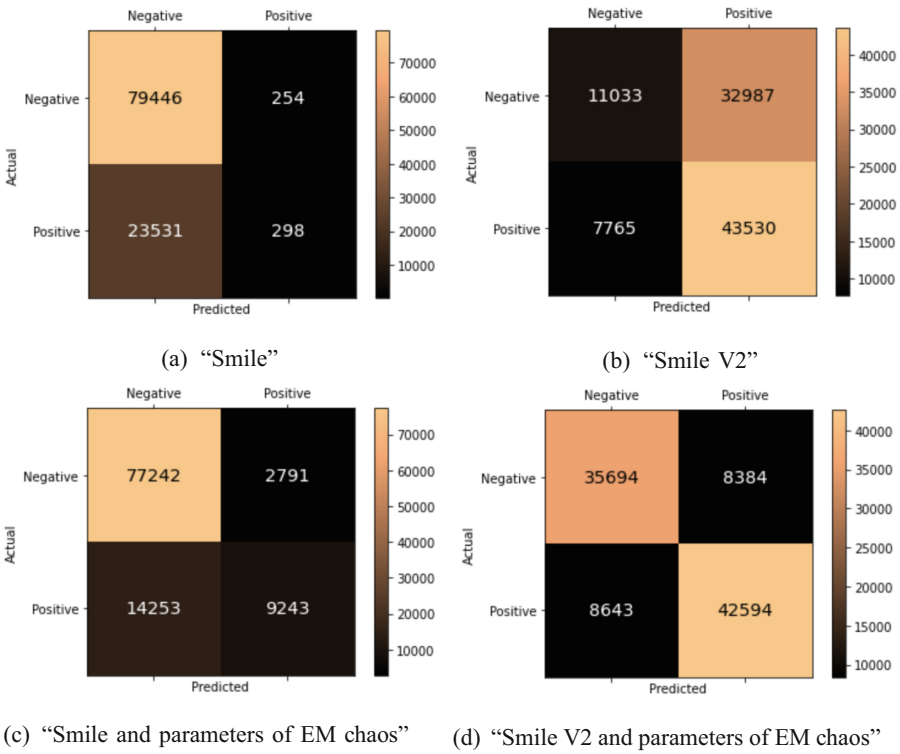 Negative Positive
Negative
79446 254
Actual
Positive
23531 298
Predicted
70000
60000
50000
40000
30000
20000
10000
(a) “Smile”
Negative Positive
Negative
11033 32987
Actual
Positive
7765 43530
Predicted
40000
35000
30000
25000
20000
15000
10000
(b) “Smile V2”
Negative Positive
Negative
77242 2791
Actual
Positive
14253 9243
Predicted
70000
60000
50000
40000
30000
20000
10000
(c) “Smile and parameters of EM chaos”
Negative Positive
Negative
35694 8384
Actual
Positive
8643 42594
Predicted
40000
35000
30000
25000
20000
15000
10000
(d) “Smile V2 and parameters of EM chaos”